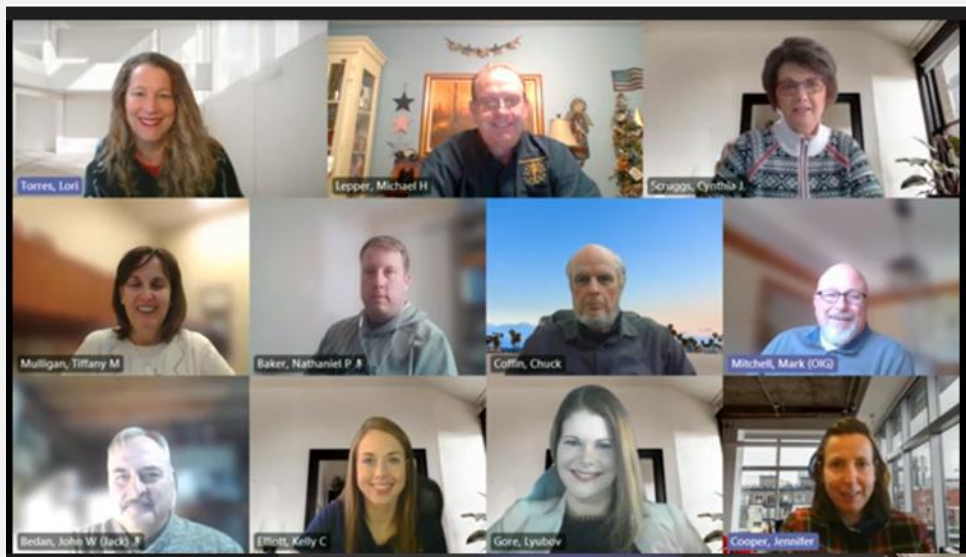 Torres, Lori
Lepper, Michael H
Scruggs, Cynthia J.
Mulligan, Tiffany M
Baker, Nathaniel P
Coffin, Chuck
Mitchell, Mark (OIG)
Bedan, John W (Jack)
Elliott, Kelly C
Gore, Lyubov
Cooper, Jennifer